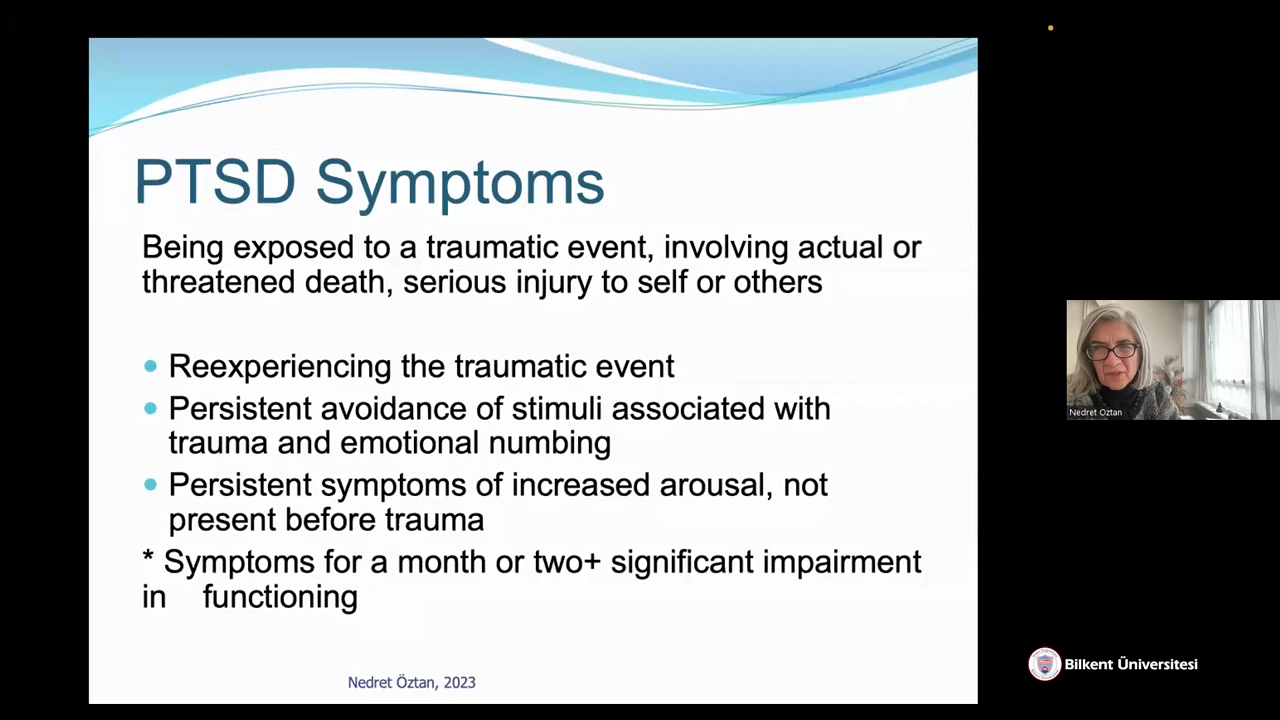 PTSD Symptoms
Being exposed to a traumatic event, involving actual or
threatened death, serious injury to self or others
• Reexperiencing the traumatic event
• Persistent avoidance of stimuli associated with
trauma and emotional numbing
• Persistent symptoms of increased arousal, not
present before trauma
* Symptoms for a month or two+ significant impairment
in functioning
Nedret Öztan, 2023
Nedret Oztan
Bilkent Üniversitesi